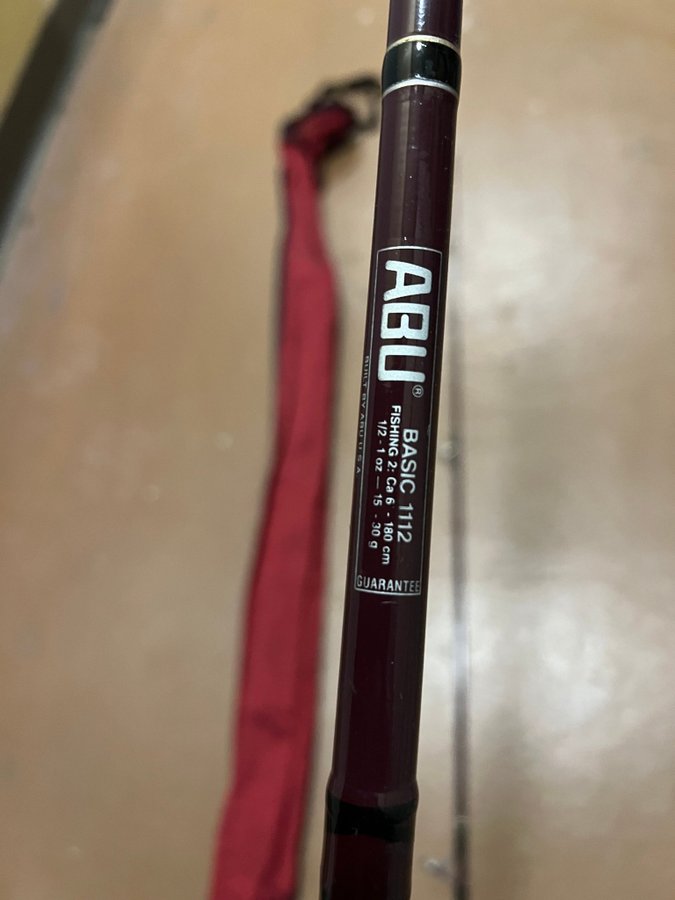 ABU®
BASIC 1112
FISHING 2: Ca 6' - 180 cm
1/2 - 1 oz — 15 - 30 g
BUILT BY ABU U.S.A.
GUARANTEE